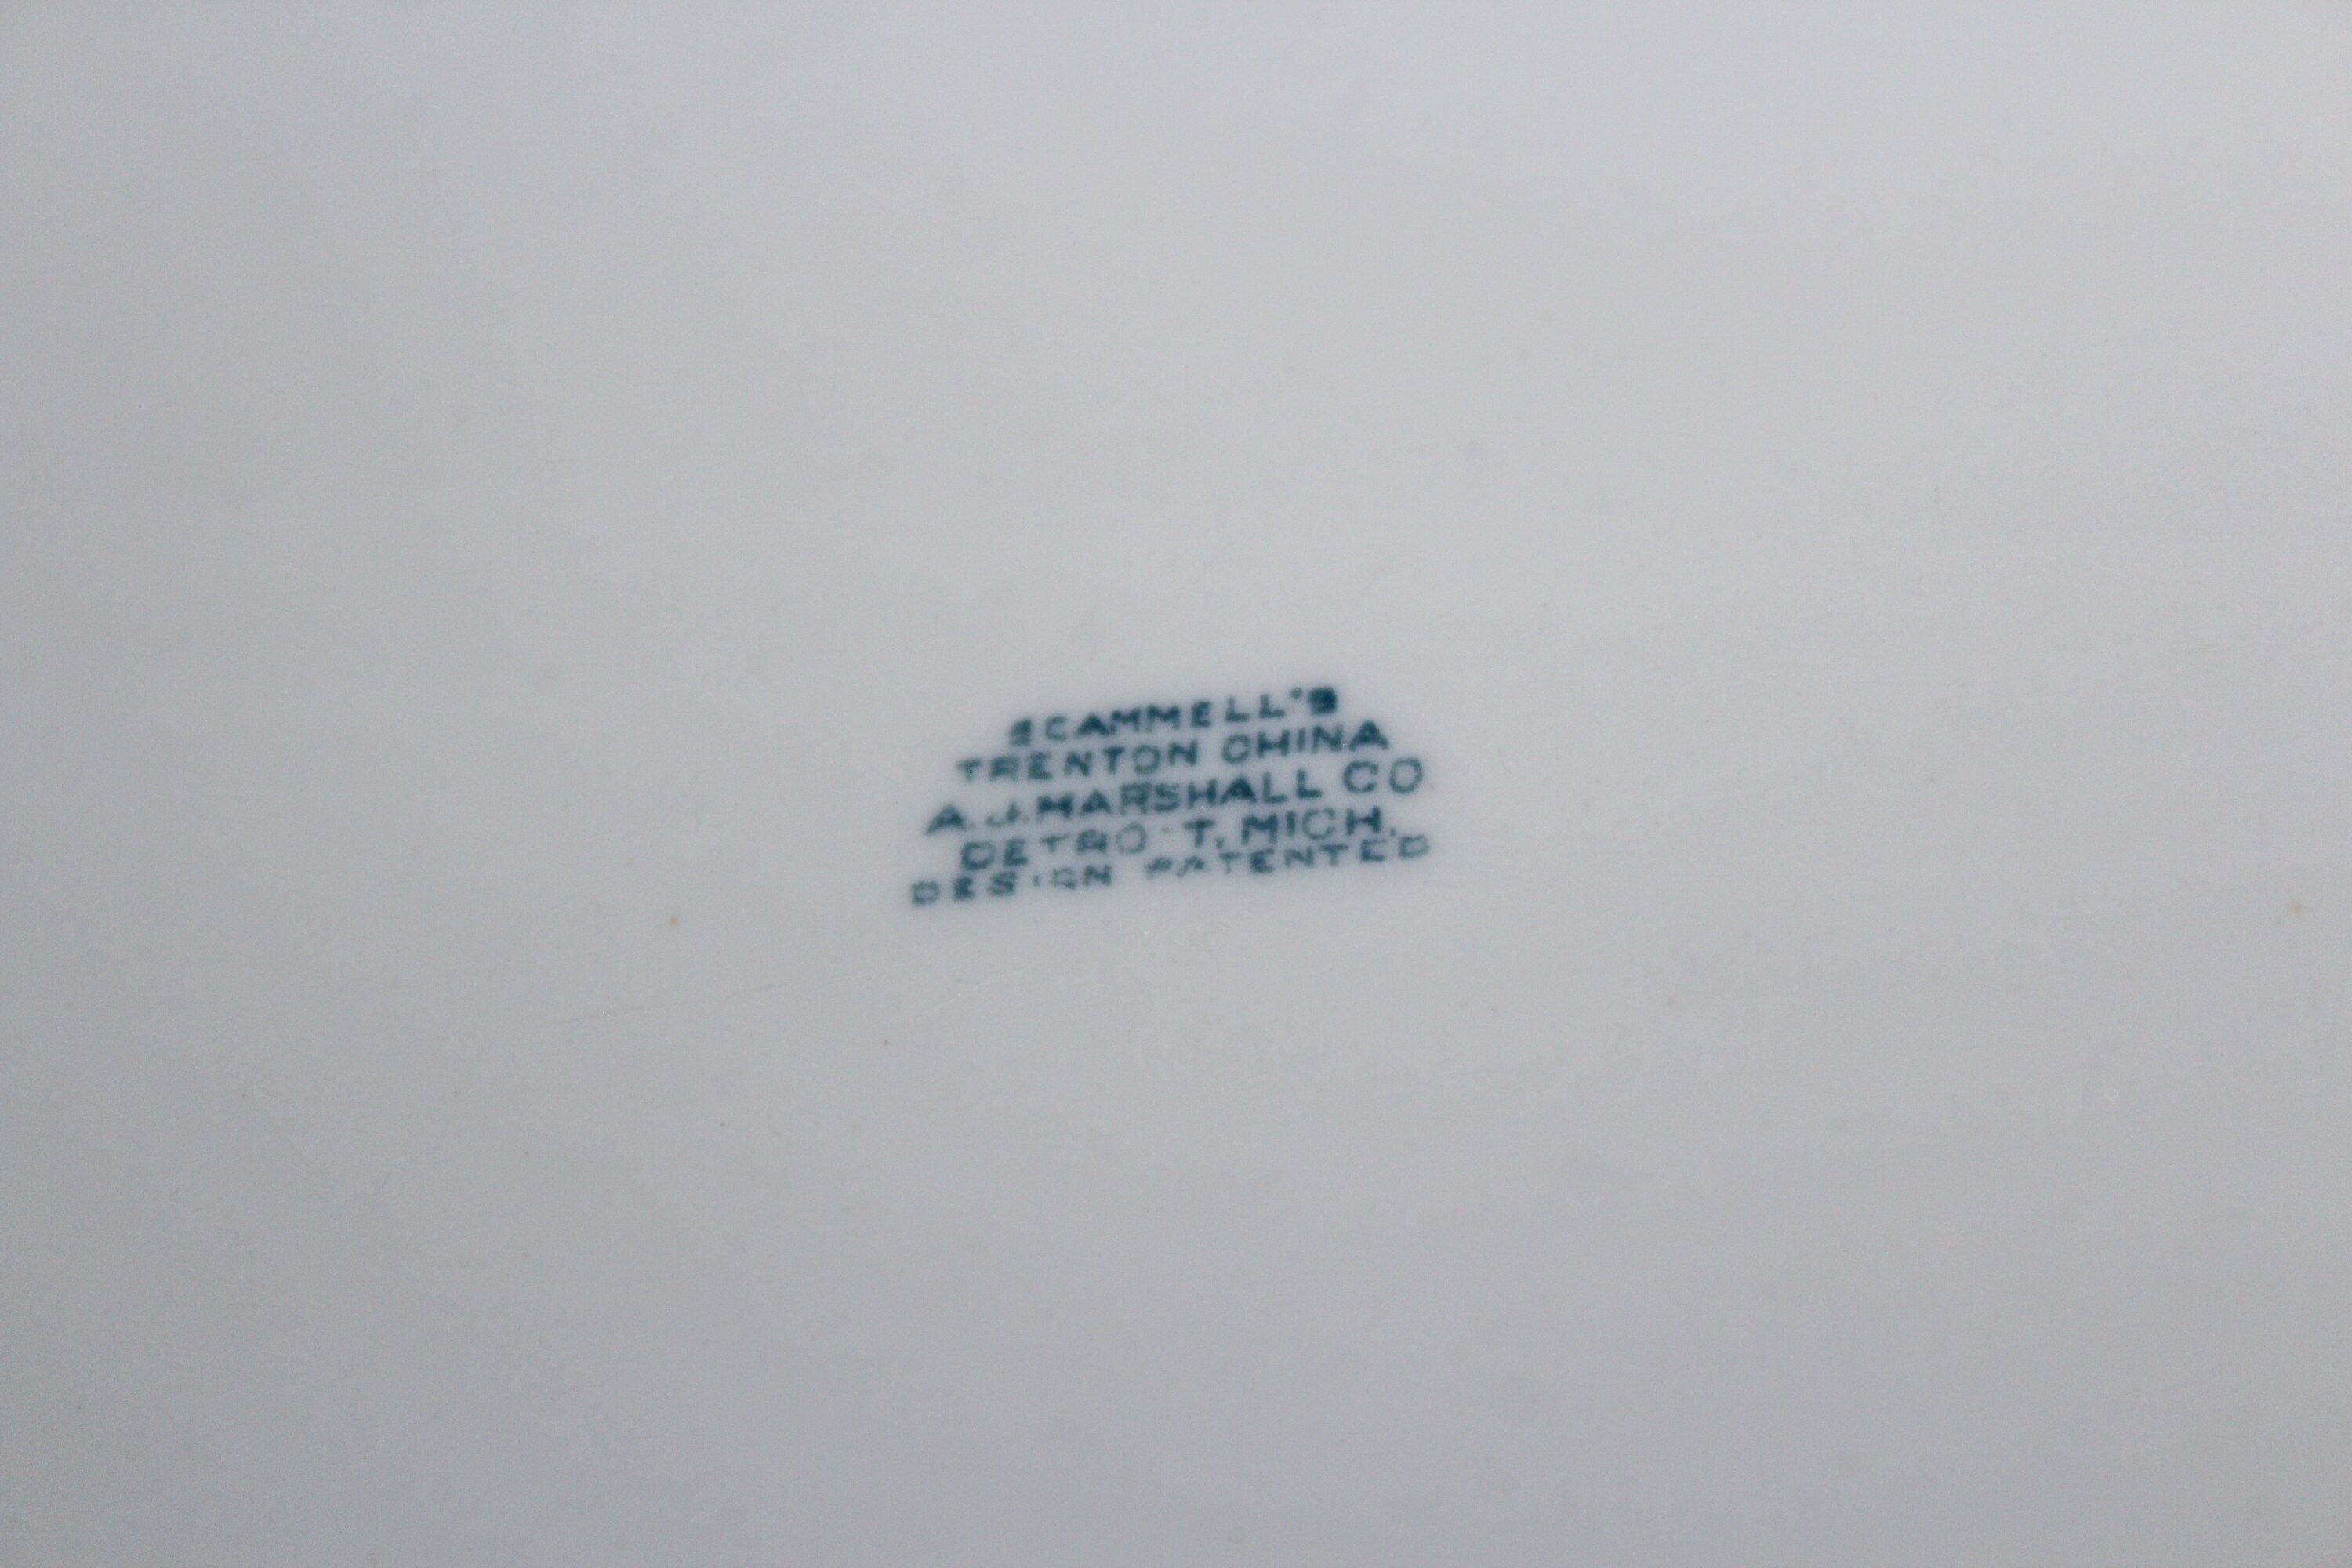 SCAMMELL'S
TRENTON CHINA
A.J. MARSHALL CO
DETROIT, MICH.
DESIGN PATENTED